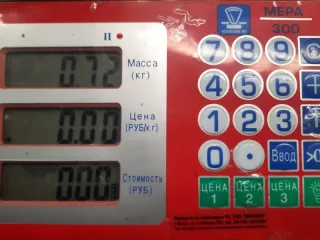 П
МЕРА
300
0.72
Масса
(кг)
7 8 9
4 5 6
0.00
Цена
(РУБ/кг)
1 2 3
0 . Ввод >0
0.00
Стоимость
(РУБ)
ЦЕНА ЦЕНА ЦЕНА
1 2 3